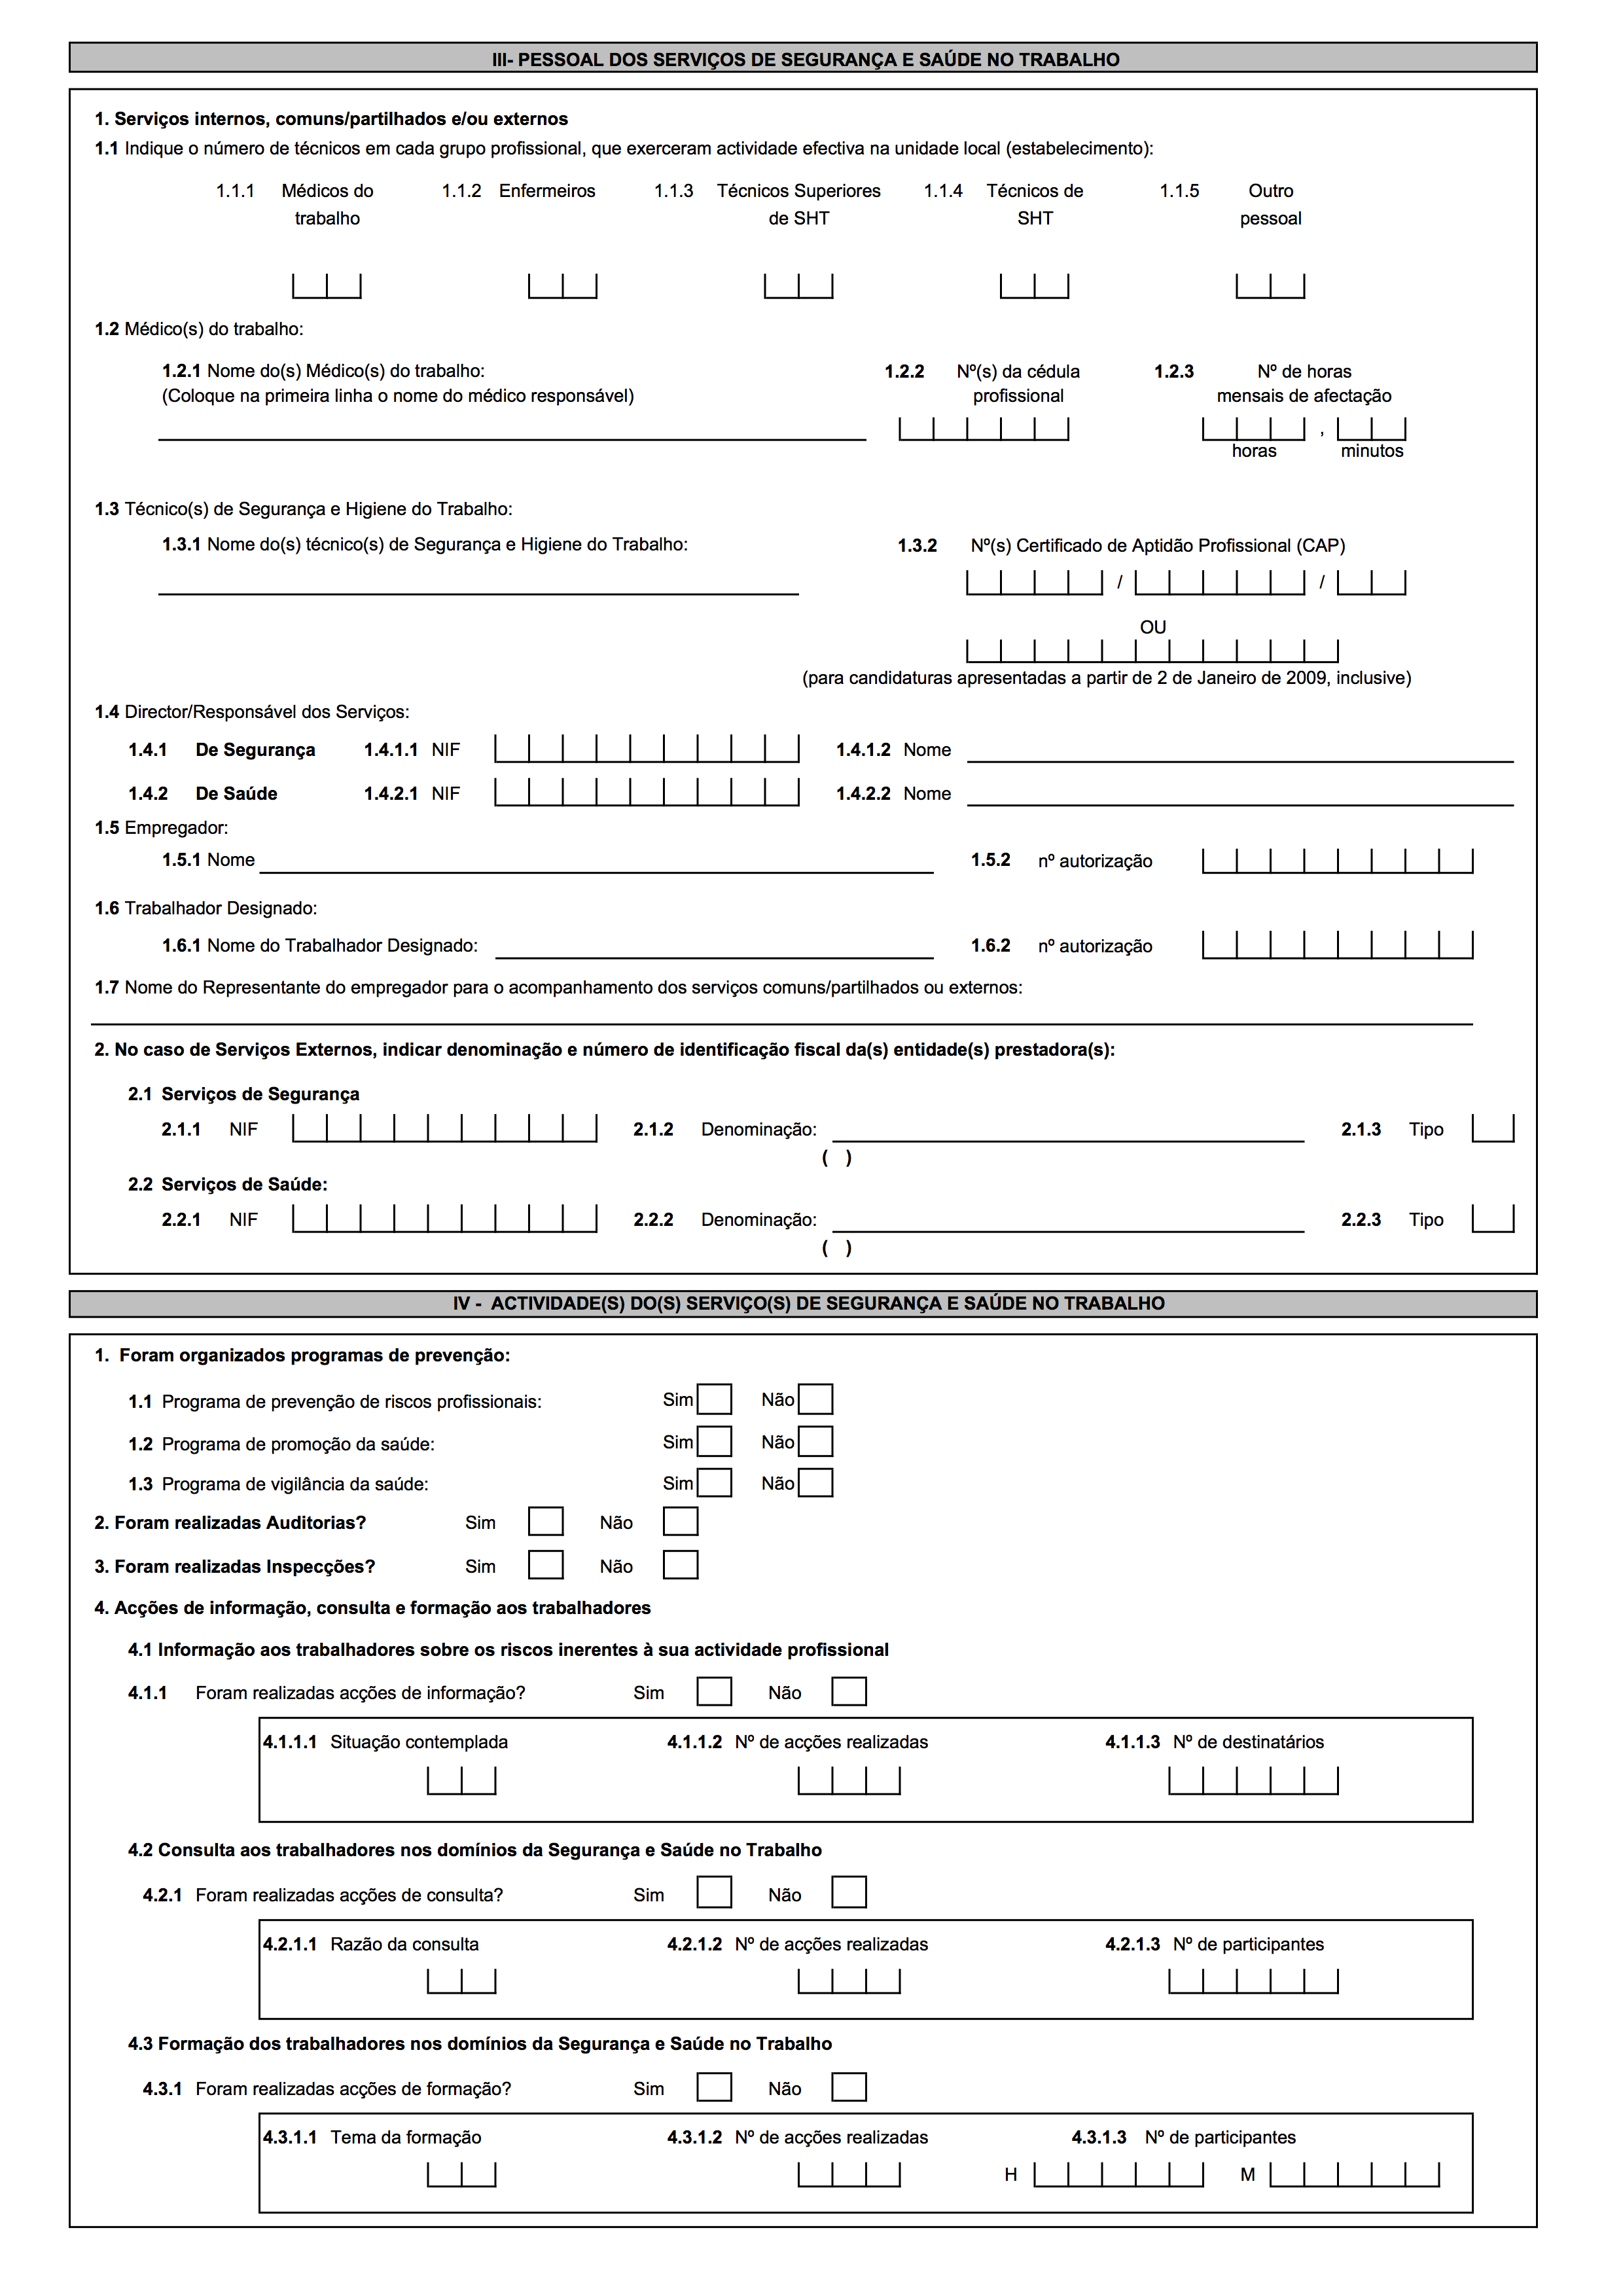 III- PESSOAL DOS SERVIÇOS DE SEGURANÇA E SAÚDE NO TRABALHO
1. Serviços internos, comuns/partilhados e/ou externos
1.1 Indique o número de técnicos em cada grupo profissional, que exerceram actividade efectiva na unidade local (estabelecimento):
1.1.1 Médicos do trabalho
1.1.2 Enfermeiros
1.1.3 Técnicos Superiores de SHT
1.1.4 Técnicos de SHT
1.1.5 Outro pessoal
1.2 Médico(s) do trabalho:
1.2.1 Nome do(s) Médico(s) do trabalho:
(Coloque na primeira linha o nome do médico responsável)
1.2.2 Nº(s) da cédula profissional
1.2.3 Nº de horas mensais de afectação
,
horas minutos
1.3 Técnico(s) de Segurança e Higiene do Trabalho:
1.3.1 Nome do(s) técnico(s) de Segurança e Higiene do Trabalho:
1.3.2 Nº(s) Certificado de Aptidão Profissional (CAP)
/ /
OU
(para candidaturas apresentadas a partir de 2 de Janeiro de 2009, inclusive)
1.4 Director/Responsável dos Serviços:
1.4.1 De Segurança 1.4.1.1 NIF 1.4.1.2 Nome
1.4.2 De Saúde 1.4.2.1 NIF 1.4.2.2 Nome
1.5 Empregador:
1.5.1 Nome 1.5.2 nº autorização
1.6 Trabalhador Designado:
1.6.1 Nome do Trabalhador Designado: 1.6.2 nº autorização
1.7 Nome do Representante do empregador para o acompanhamento dos serviços comuns/partilhados ou externos:
2. No caso de Serviços Externos, indicar denominação e número de identificação fiscal da(s) entidade(s) prestadora(s):
2.1 Serviços de Segurança
2.1.1 NIF 2.1.2 Denominação: 2.1.3 Tipo
( )
2.2 Serviços de Saúde:
2.2.1 NIF 2.2.2 Denominação: 2.2.3 Tipo
( )
IV - ACTIVIDADE(S) DO(S) SERVIÇO(S) DE SEGURANÇA E SAÚDE NO TRABALHO
1. Foram organizados programas de prevenção:
1.1 Programa de prevenção de riscos profissionais: Sim Não
1.2 Programa de promoção da saúde: Sim Não
1.3 Programa de vigilância da saúde: Sim Não
2. Foram realizadas Auditorias? Sim Não
3. Foram realizadas Inspecções? Sim Não
4. Acções de informação, consulta e formação aos trabalhadores
4.1 Informação aos trabalhadores sobre os riscos inerentes à sua actividade profissional
4.1.1 Foram realizadas acções de informação? Sim Não
4.1.1.1 Situação contemplada 4.1.1.2 Nº de acções realizadas 4.1.1.3 Nº de destinatários
4.2 Consulta aos trabalhadores nos domínios da Segurança e Saúde no Trabalho
4.2.1 Foram realizadas acções de consulta? Sim Não
4.2.1.1 Razão da consulta 4.2.1.2 Nº de acções realizadas 4.2.1.3 Nº de participantes
4.3 Formação dos trabalhadores nos domínios da Segurança e Saúde no Trabalho
4.3.1 Foram realizadas acções de formação? Sim Não
4.3.1.1 Tema da formação 4.3.1.2 Nº de acções realizadas 4.3.1.3 Nº de participantes
H M